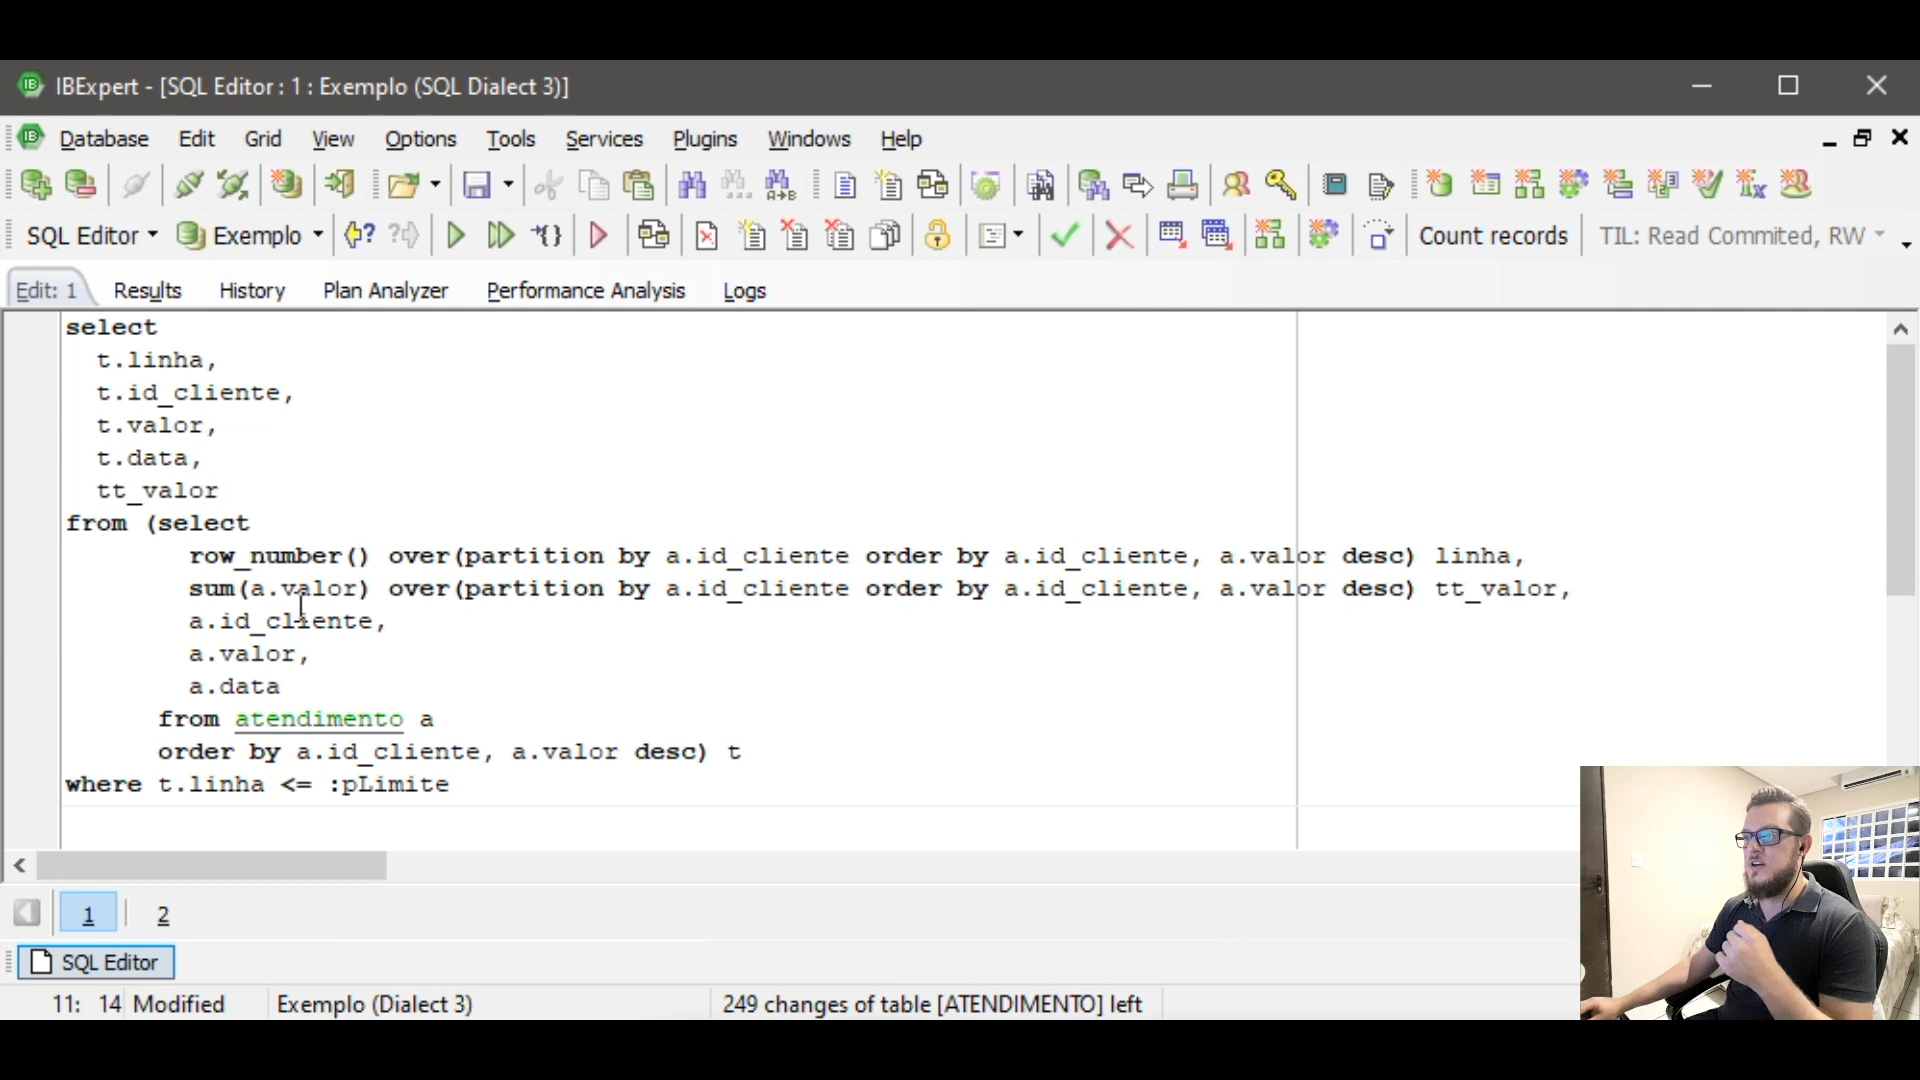 IBExpert - [SQL Editor : 1 : Exemplo (SQL Dialect 3)]
Database Edit Grid View Options Tools Services Plugins Windows Help
SQL Editor Exemplo Count records TIL: Read Commited, RW
Edit: 1 Results History Plan Analyzer Performance Analysis Logs
select
t.linha,
t.id_cliente,
t.valor,
t.data,
tt_valor
from (select
row_number() over(partition by a.id_cliente order by a.id_cliente, a.valor desc) linha,
sum(a.valor) over(partition by a.id_cliente order by a.id_cliente, a.valor desc) tt_valor,
a.id_cliente,
a.valor,
a.data
from atendimento a
order by a.id_cliente, a.valor desc) t
where t.linha <= :pLimite
1 2
SQL Editor
11: 14 Modified Exemplo (Dialect 3) 249 changes of table [ATENDIMENTO] left